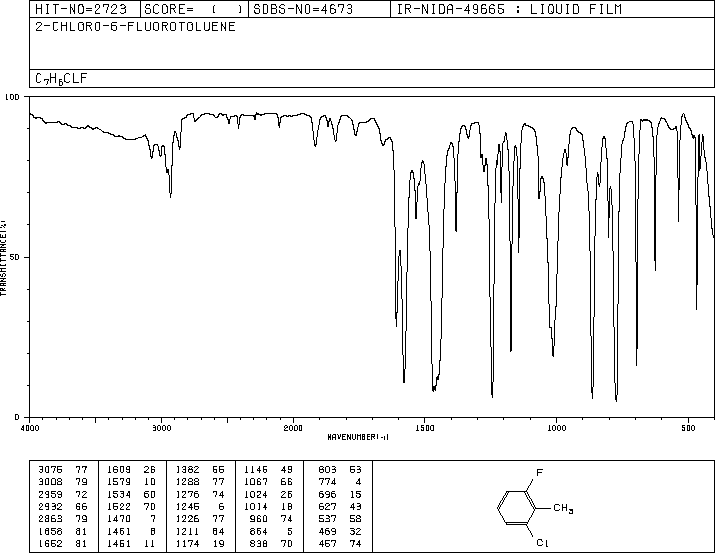 HIT-NO=2723 SCORE= ( ) SDBS-NO=4673 IR-NIDA-49665 : LIQUID FILM
2-CHLORO-6-FLUOROTOLUENE
C7H6CLF
100
50
0
TRANSMITTANCE(%)
4000 3000 2000 1500 1000 500
WAVENUMBER(-1)
3075 77 1609 26 1382 55 1145 49 803 53
3008 79 1579 10 1288 77 1067 66 774 4
2959 72 1534 60 1276 74 1024 26 696 15
2932 66 1522 70 1245 6 1014 18 627 43
2863 79 1470 7 1226 77 960 74 537 58
81 1461 8 1211 64 864 5 469 32
1652 81 1451 11 1174 19 838 70 457 74
F
CH3
Cl